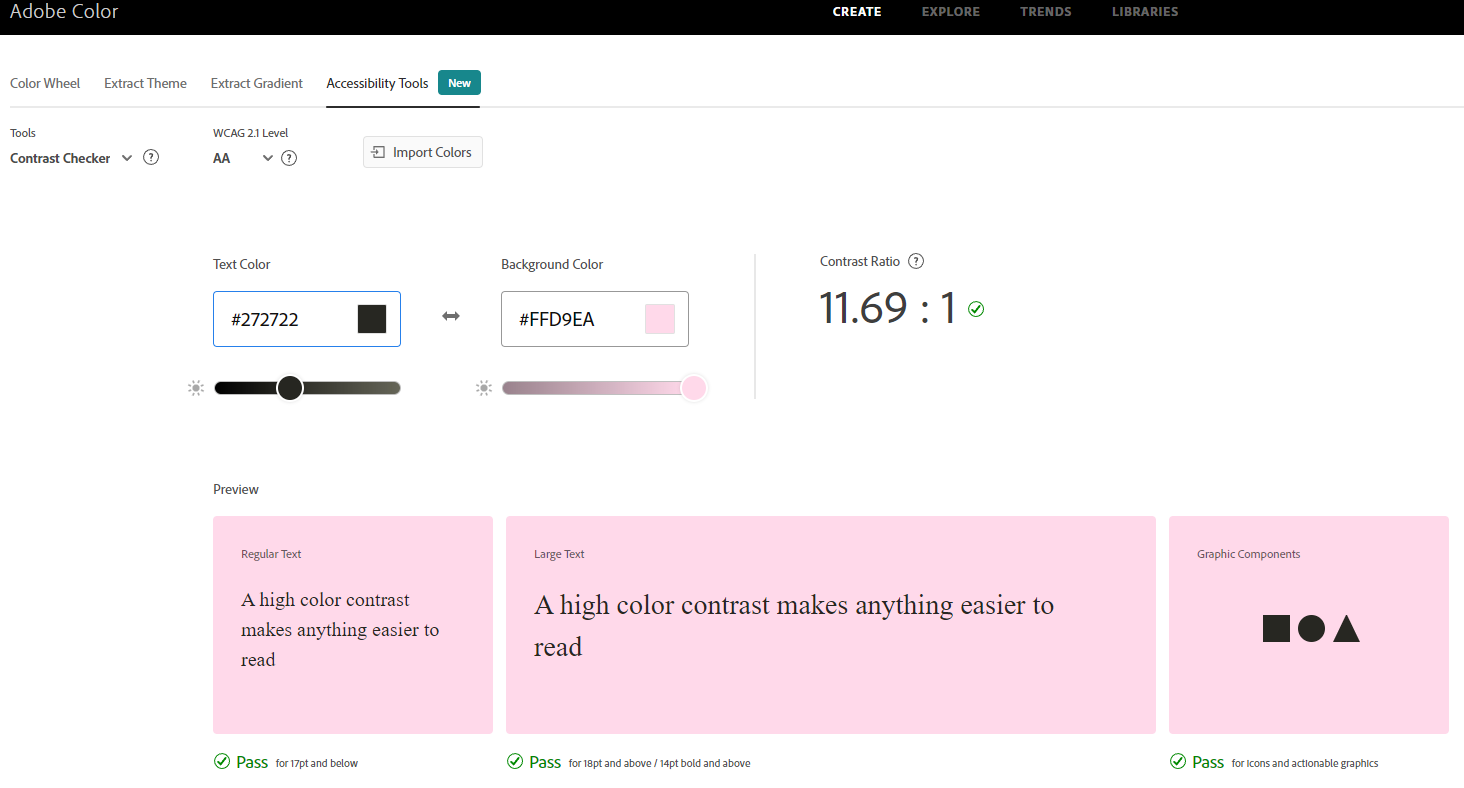 Adobe Color
CREATE EXPLORE TRENDS LIBRARIES
Color Wheel Extract Theme Extract Gradient Accessibility Tools New
Tools
Contrast Checker ?
WCAG 2.1 Level
AA ?
Import Colors
Text Color
#272722
Background Color
#FFD9EA
Contrast Ratio ?
11.69 : 1
Preview
Regular Text
A high color contrast
makes anything easier to
read
Pass for 17pt and below
Large Text
A high color contrast makes anything easier to
read
Pass for 18pt and above / 14pt bold and above
Graphic Components
Pass for icons and actionable graphics